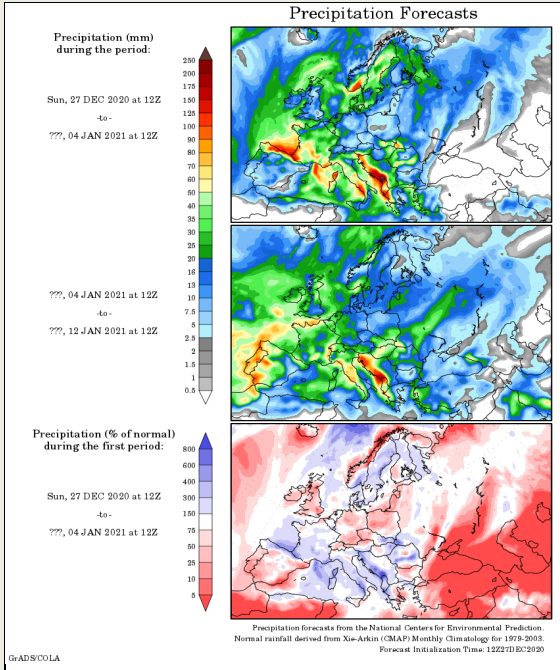 Precipitation Forecasts
Precipitation (mm)
during the period:
Sun, 27 DEC 2020 at 12Z
-to-
???, 04 JAN 2021 at 12Z
250
200
175
150
125
100
90
80
70
60
50
40
30
25
20
16
13
10
7.5
5
2.5
2
1.5
1
0.5
???, 04 JAN 2021 at 12Z
-to-
???, 12 JAN 2021 at 12Z
Precipitation (% of normal)
during the first period:
Sun, 27 DEC 2020 at 12Z
-to-
???, 04 JAN 2021 at 12Z
800
600
400
300
150
75
50
25
10
5
Precipitation forecasts from the National Centers for Environmental Prediction.
Normal rainfall derived from Xie-Arkin (CMAP) Monthly Climatology for 1979-2003.
Forecast Initialization Time: 12Z27DEC2020
GrADS/COLA